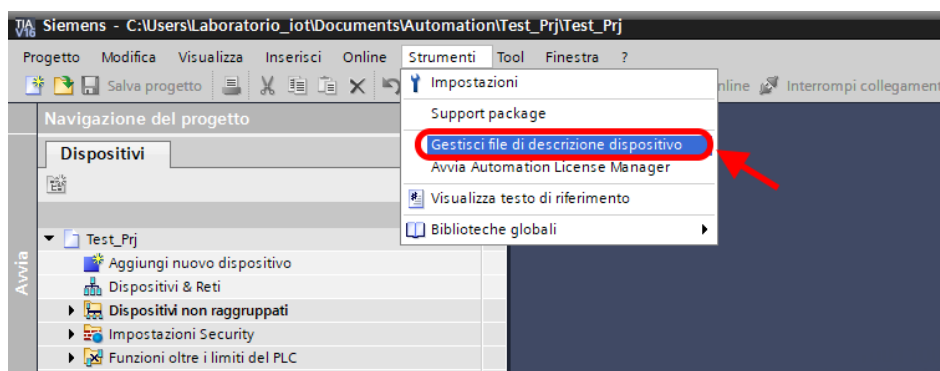 TIA V16 Siemens - C:\Users\Laboratorio_iot\Documents\Automation\Test_Prj\Test_Prj
Progetto Modifica Visualizza Inserisci Online Strumenti Tool Finestra ?
Salva progetto
Impostazioni
nline Interrompi collegament
Support package
Gestisci file di descrizione dispositivo
Avvia Automation License Manager
Visualizza testo di riferimento
Biblioteche globali
Navigazione del progetto
Dispositivi
Test_Prj
Aggiungi nuovo dispositivo
Dispositivi & Reti
Dispositivi non raggruppati
Impostazioni Security
Funzioni oltre i limiti del PLC
Avvia